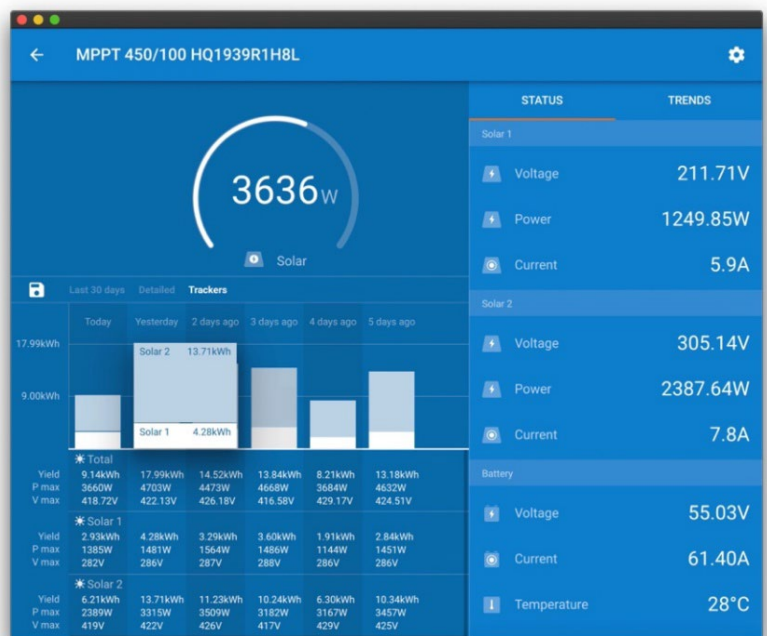 MPPT 450/100 HQ1939R1H8L
3636W
Solar
Last 30 days Detailed Trackers
Today Yesterday 2 days ago 3 days ago 4 days ago 5 days ago
17.99kWh
9.00kWh
Solar 2 13.71kWh
Solar 1 4.28kWh
Total
Yield 9.14kWh 17.99kWh 14.52kWh 13.84kWh 8.21kWh 13.18kWh
P max 3660W 4703W 4473W 4668W 3684W 4632W
V max 418.72V 422.13V 426.18V 416.58V 429.17V 424.51V
Solar 1
Yield 2.93kWh 4.28kWh 3.29kWh 3.60kWh 1.91kWh 2.84kWh
P max 1385W 1481W 1564W 1486W 1144W 1451W
V max 282V 286V 287V 288V 286V 286V
Solar 2
Yield 6.21kWh 13.71kWh 11.23kWh 10.24kWh 6.30kWh 10.34kWh
P max 2389W 3315W 3509W 3182W 3167W 3457W
V max 419V 422V 426V 417V 429V 425V
STATUS TRENDS
Solar 1
Voltage 211.71V
Power 1249.85W
Current 5.9A
Solar 2
Voltage 305.14V
Power 2387.64W
Current 7.8A
Battery
Voltage 55.03V
Current 61.40A
Temperature 28°C